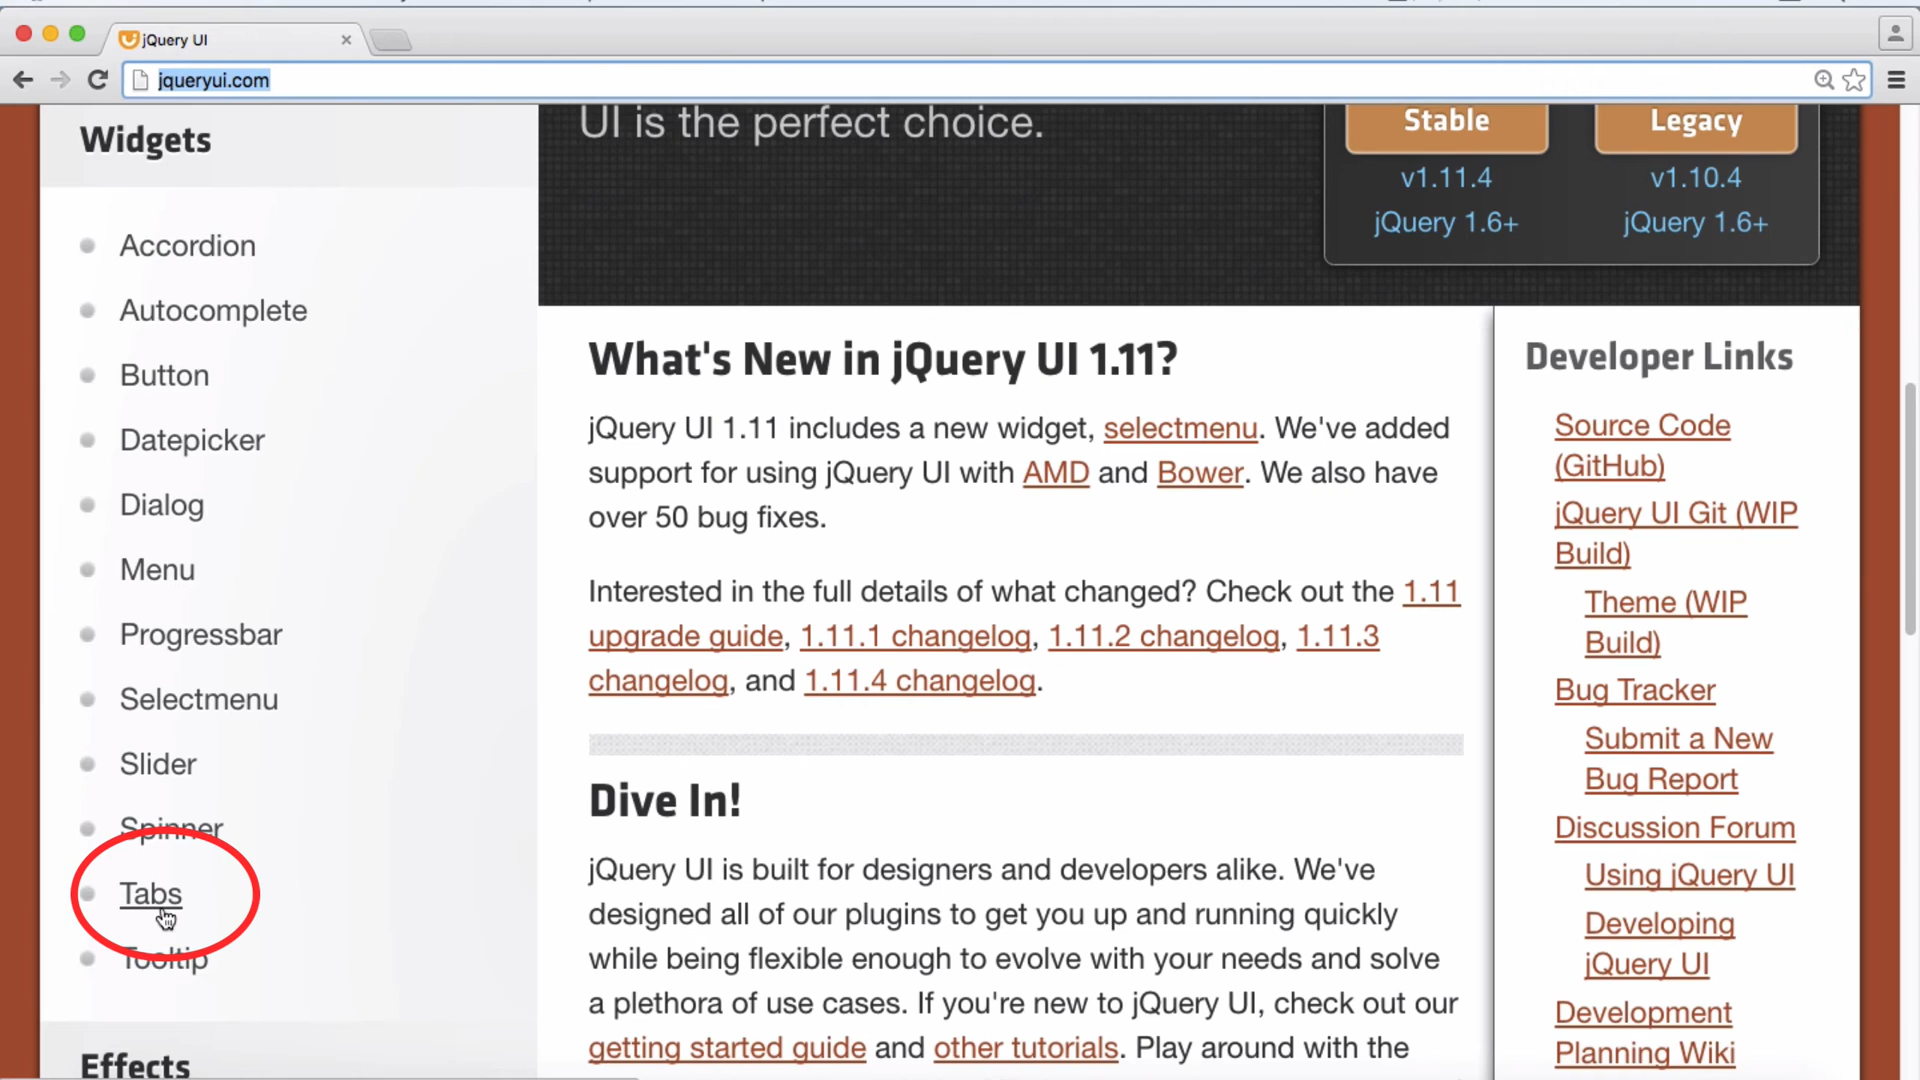 jQuery UI
jqueryui.com
Widgets
Accordion
Autocomplete
Button
Datepicker
Dialog
Menu
Progressbar
Selectmenu
Slider
Spinner
Tabs
Tooltip
Effects
UI is the perfect choice.
Stable
v1.11.4
jQuery 1.6+
Legacy
v1.10.4
jQuery 1.6+
What's New in jQuery UI 1.11?
jQuery UI 1.11 includes a new widget, selectmenu. We've added
support for using jQuery UI with AMD and Bower. We also have
over 50 bug fixes.
Interested in the full details of what changed? Check out the 1.11
upgrade guide, 1.11.1 changelog, 1.11.2 changelog, 1.11.3
changelog, and 1.11.4 changelog.
Dive In!
jQuery UI is built for designers and developers alike. We've
designed all of our plugins to get you up and running quickly
while being flexible enough to evolve with your needs and solve
a plethora of use cases. If you're new to jQuery UI, check out our
getting started guide and other tutorials. Play around with the
Developer Links
Source Code
(GitHub)
jQuery UI Git (WIP
Build)
Theme (WIP
Build)
Bug Tracker
Submit a New
Bug Report
Discussion Forum
Using jQuery UI
Developing
jQuery UI
Development
Planning Wiki